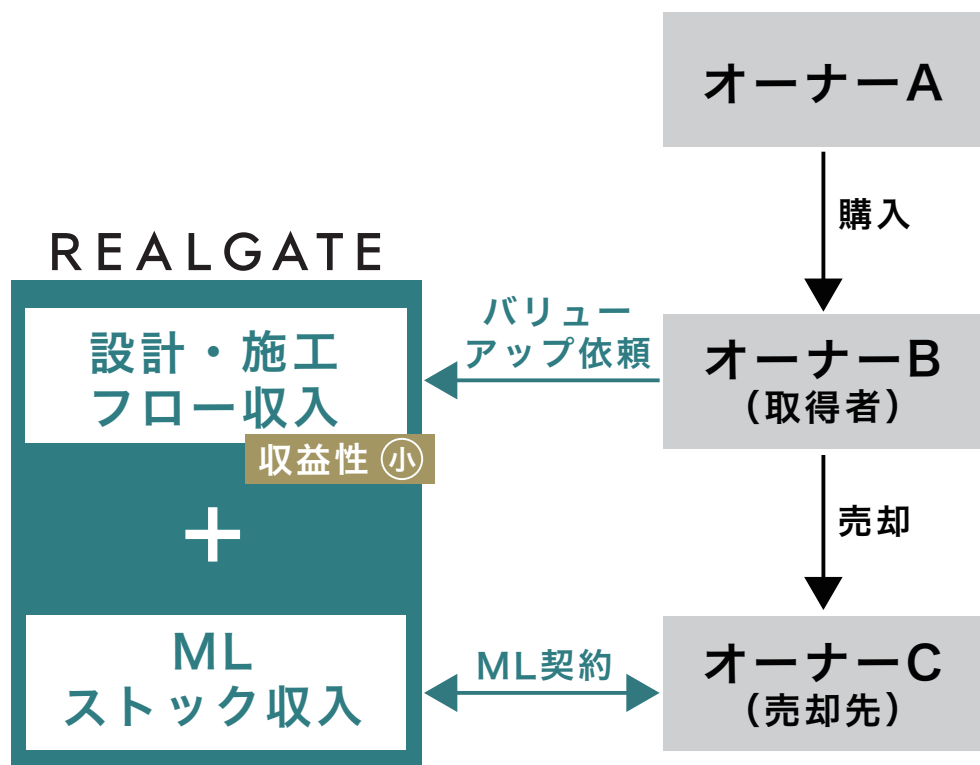 オーナーA
購入
REALGATE
設計・施工
フロー収入
収益性 小
バリュー
アップ依頼
オーナーB
（取得者）
売却
+
ML
ストック収入
ML契約
オーナーC
（売却先）